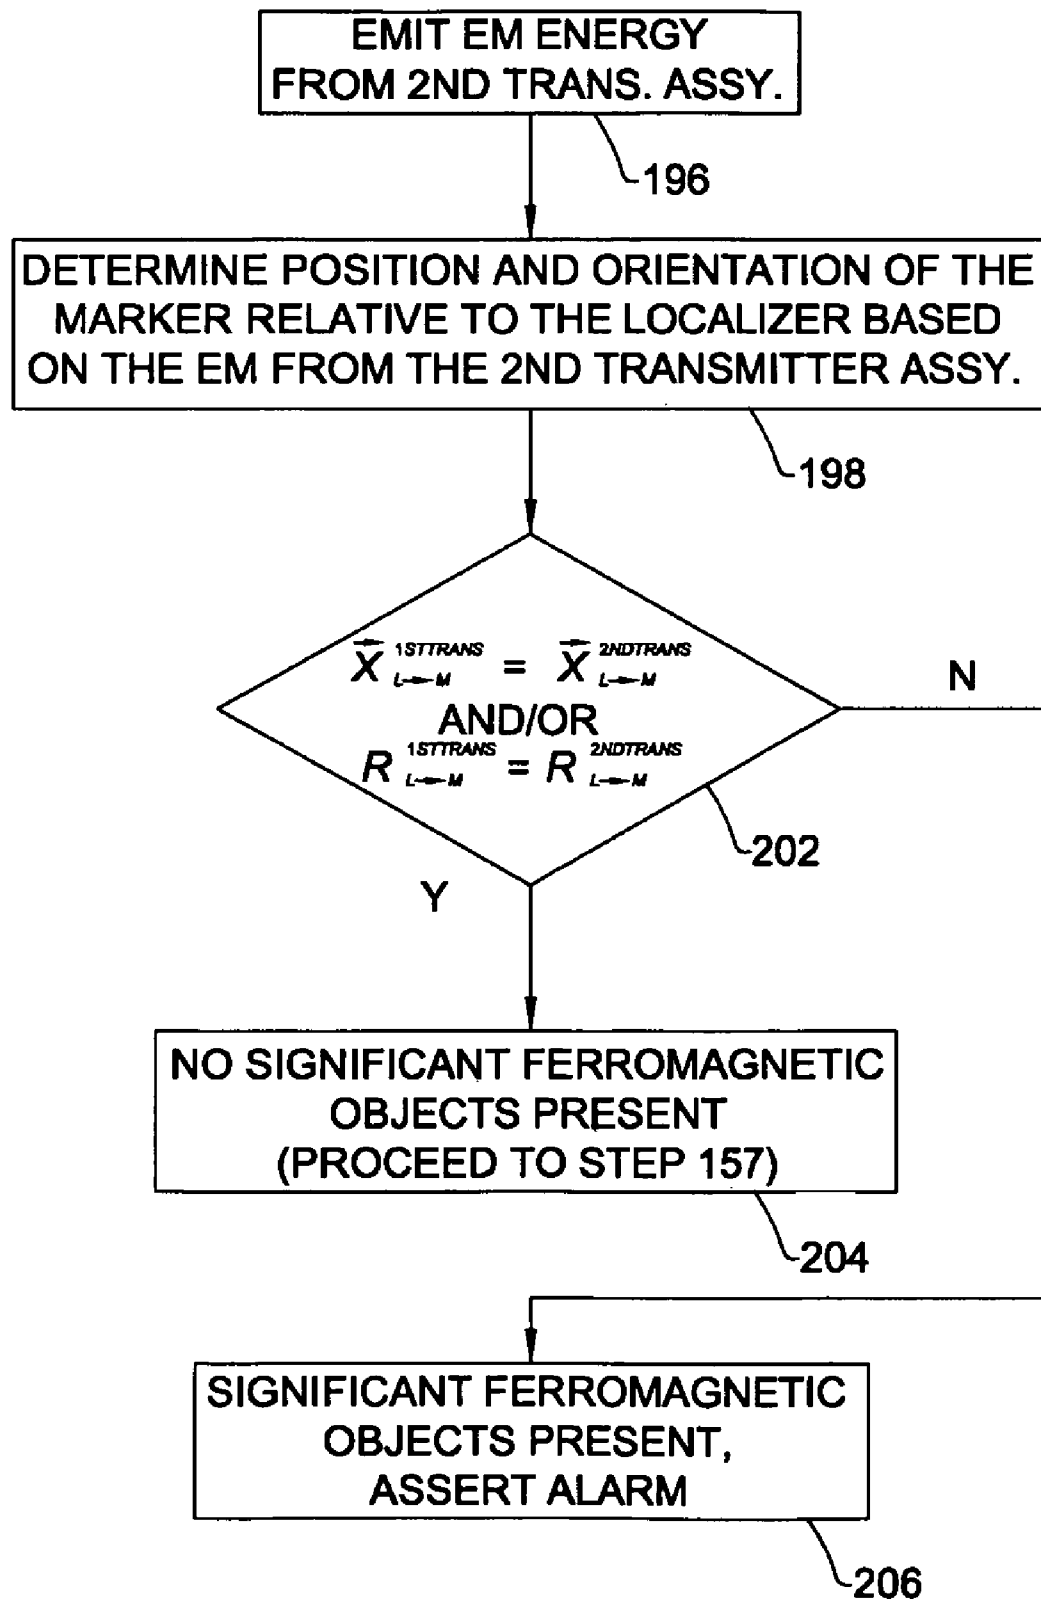 EMIT EM ENERGY
FROM 2ND TRANS. ASSY.
196
DETERMINE POSITION AND ORIENTATION OF THE
MARKER RELATIVE TO THE LOCALIZER BASED
ON THE EM FROM THE 2ND TRANSMITTER ASSY.
198
X⃗ 1STTRANS L→M = X⃗ 2NDTRANS L→M
AND/OR
R 1STTRANS L→M = R 2NDTRANS L→M
N
202
Y
NO SIGNIFICANT FERROMAGNETIC
OBJECTS PRESENT
(PROCEED TO STEP 157)
204
SIGNIFICANT FERROMAGNETIC
OBJECTS PRESENT,
ASSERT ALARM
206